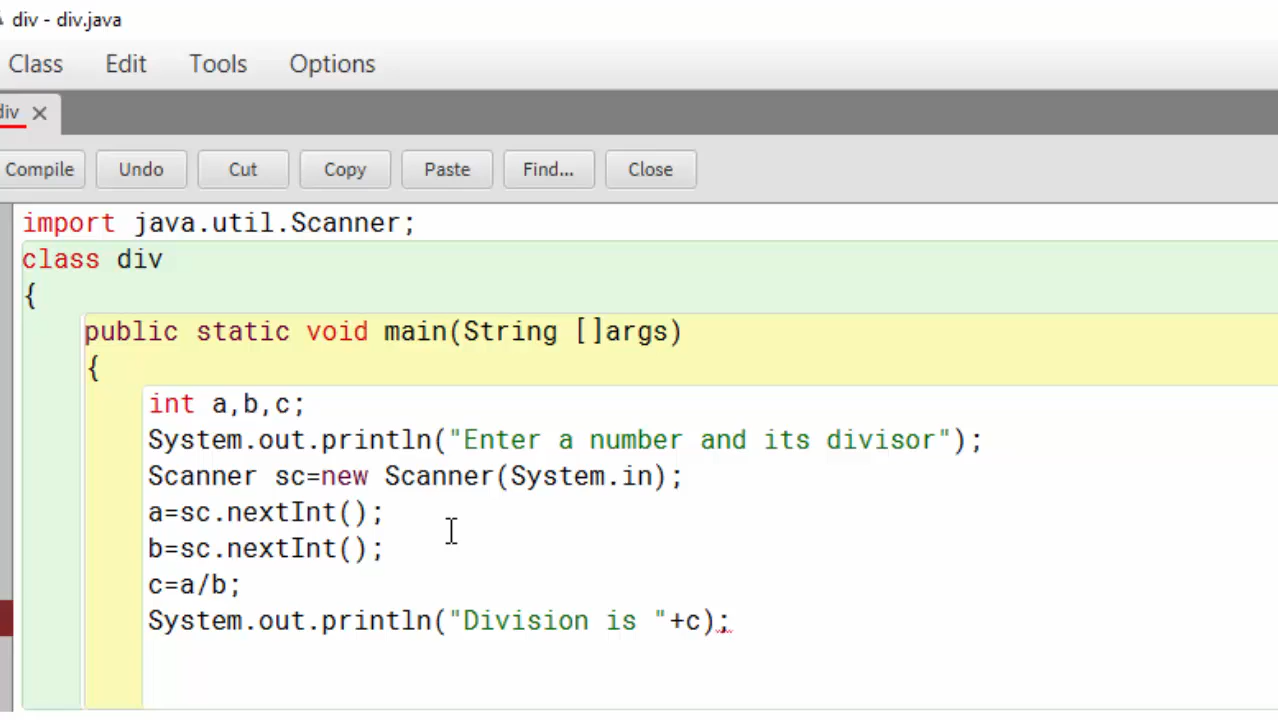 div - div.java
Class Edit Tools Options
div
Compile Undo Cut Copy Paste Find... Close
import java.util.Scanner;
class div
{
public static void main(String []args)
{
int a,b,c;
System.out.println("Enter a number and its divisor");
Scanner sc=new Scanner(System.in);
a=sc.nextInt();
b=sc.nextInt();
c=a/b;
System.out.println("Division is "+c);